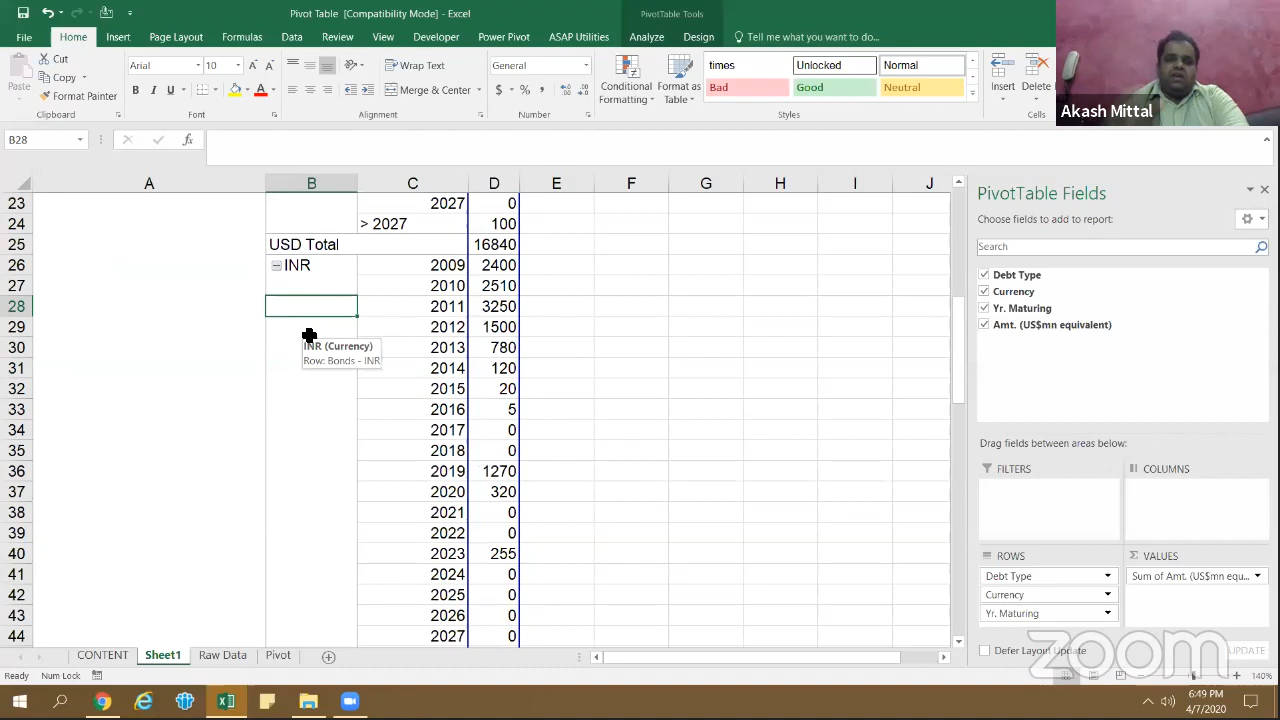 Pivot Table [Compatibility Mode] - Excel
PivotTable Tools
File Home Insert Page Layout Formulas Data Review View Developer Power Pivot ASAP Utilities Analyze Design Tell me what you want to do...
Paste
Cut
Copy
Format Painter
Clipboard
Arial 10
B I U
Font
Wrap Text
Merge & Center
Alignment
General
$ % ,
Number
Conditional Formatting
Format as Table
times Unlocked Normal
Bad Good Neutral
Styles
Insert Delete
Cells
Akash Mittal
B28
fx
A B C D E F G H I J
23 2027 0
24 > 2027 100
25 USD Total 16840
26 INR 2009 2400
27 2010 2510
28 2011 3250
29 2012 1500
30 2013 780
31 2014 120
32 2015 20
33 2016 5
34 2017 0
35 2018 0
36 2019 1270
37 2020 320
38 2021 0
39 2022 0
40 2023 255
41 2024 0
42 2025 0
43 2026 0
44 2027 0
INR (Currency)
Row: Bonds - INR
PivotTable Fields
Choose fields to add to report:
Search
Debt Type
Currency
Yr. Maturing
Amt. (US$mn equivalent)
Drag fields between areas below:
FILTERS COLUMNS
ROWS VALUES
Debt Type Sum of Amt. (US$mn equ...
Currency
Yr. Maturing
Defer Layout Update UPDATE
zoom
CONTENT Sheet1 Raw Data Pivot
Ready Num Lock 140%
6:49 PM
4/7/2020